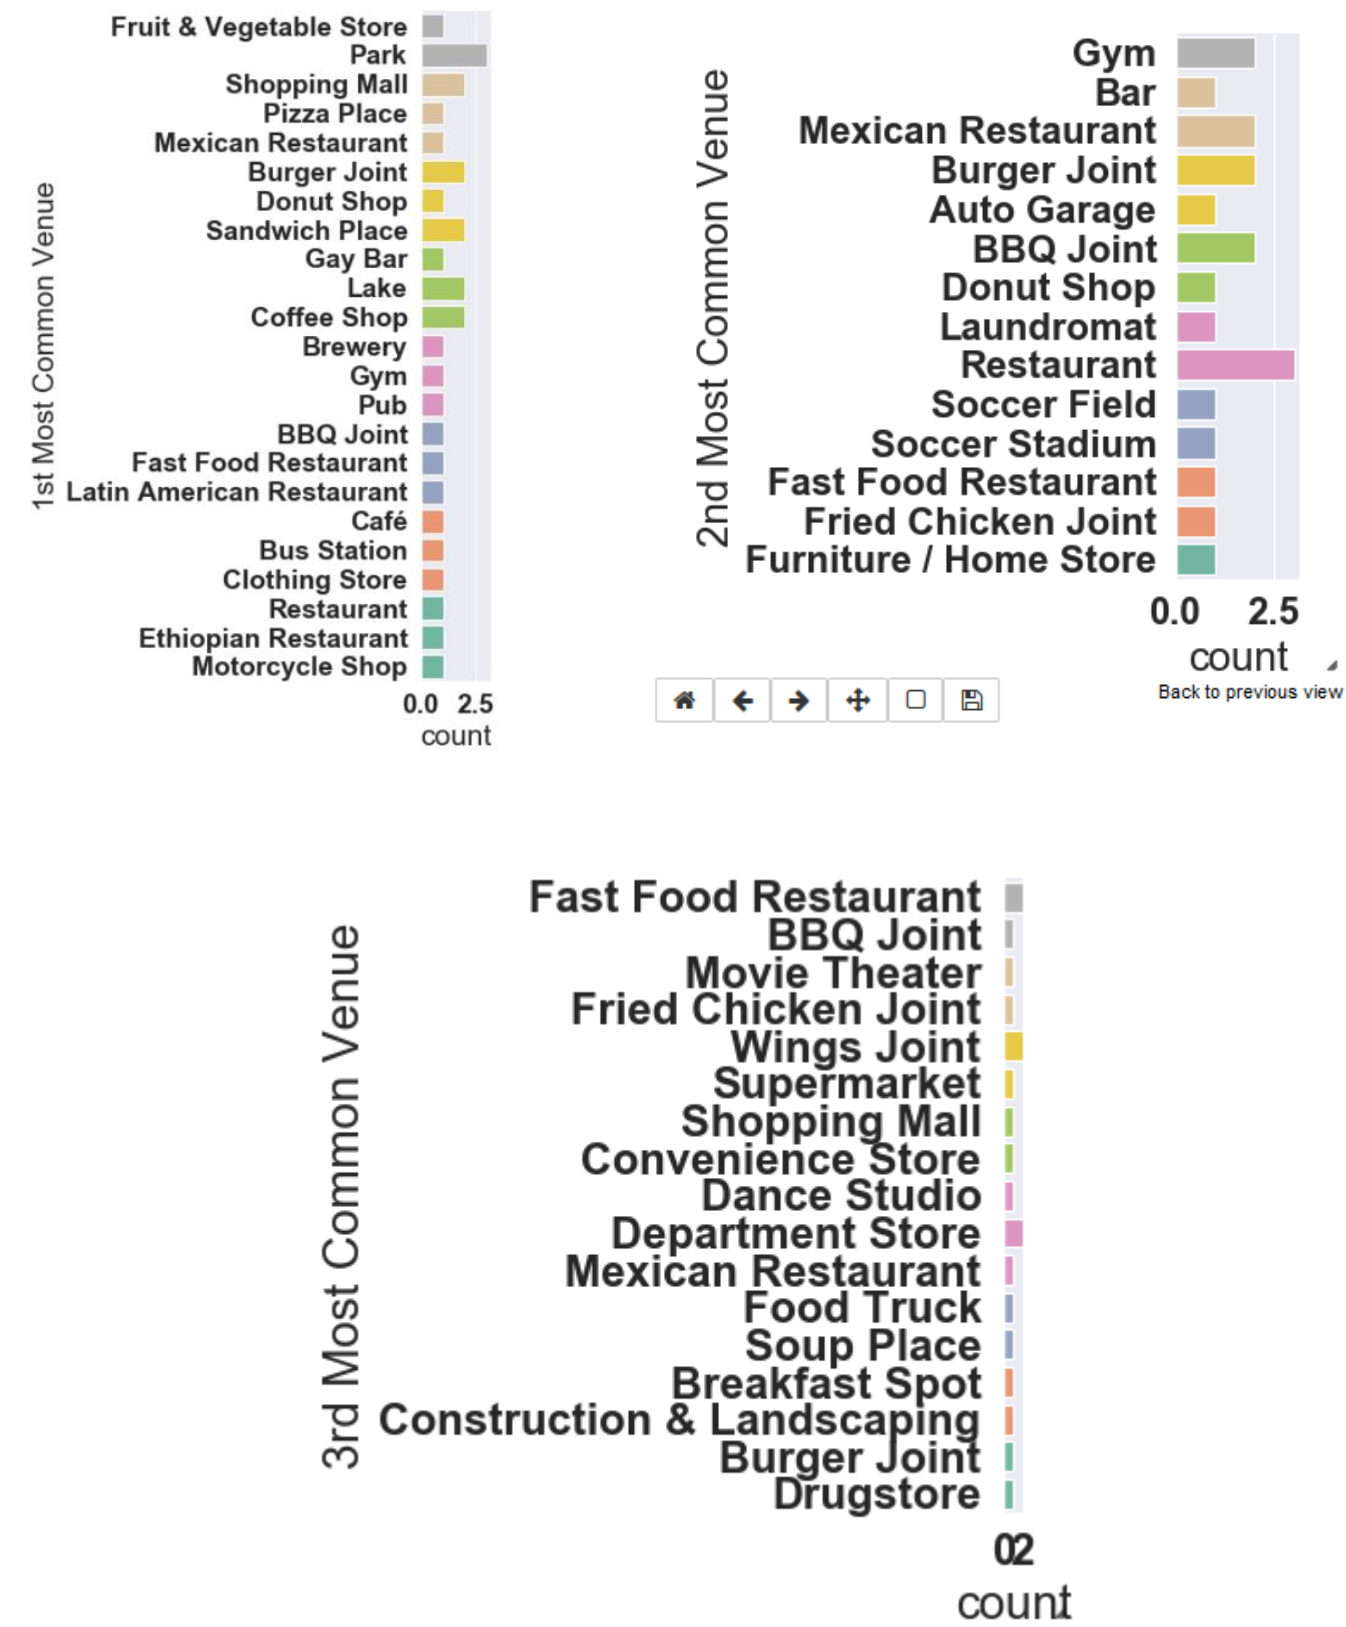 1st Most Common Venue
Fruit & Vegetable Store
Park
Shopping Mall
Pizza Place
Mexican Restaurant
Burger Joint
Donut Shop
Sandwich Place
Gay Bar
Lake
Coffee Shop
Brewery
Gym
Pub
BBQ Joint
Fast Food Restaurant
Latin American Restaurant
Café
Bus Station
Clothing Store
Restaurant
Ethiopian Restaurant
Motorcycle Shop
0.0 2.5
count
2nd Most Common Venue
Gym
Bar
Mexican Restaurant
Burger Joint
Auto Garage
BBQ Joint
Donut Shop
Laundromat
Restaurant
Soccer Field
Soccer Stadium
Fast Food Restaurant
Fried Chicken Joint
Furniture / Home Store
0.0 2.5
count
Back to previous view
3rd Most Common Venue
Fast Food Restaurant
BBQ Joint
Movie Theater
Fried Chicken Joint
Wings Joint
Supermarket
Shopping Mall
Convenience Store
Dance Studio
Department Store
Mexican Restaurant
Food Truck
Soup Place
Breakfast Spot
Construction & Landscaping
Burger Joint
Drugstore
0 2
count